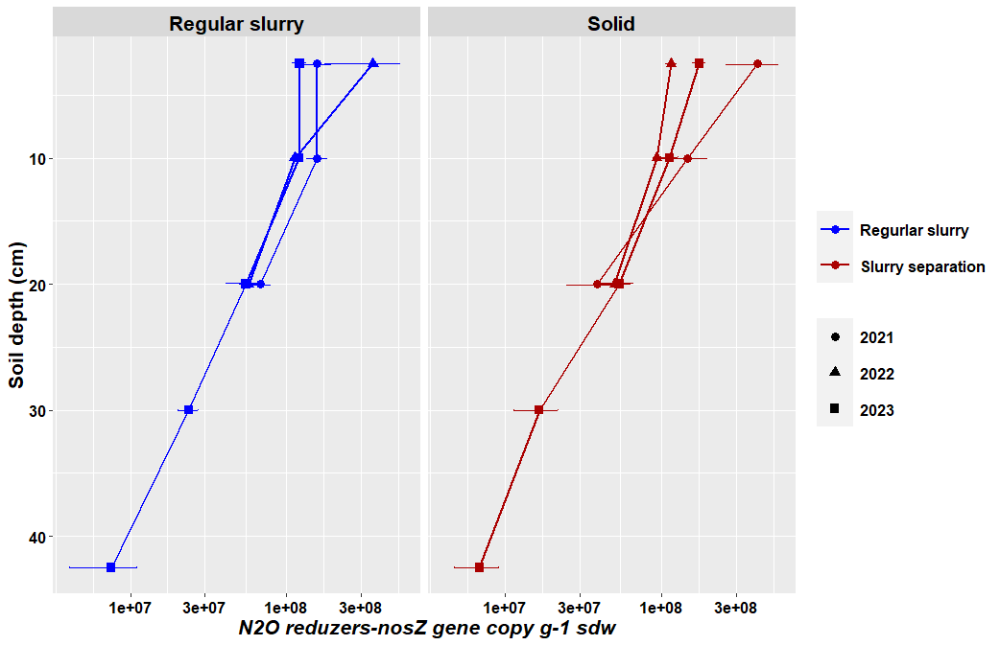 Regular slurry
Solid
Soil depth (cm)
10
20
30
40
1e+07
3e+07
1e+08
3e+08
1e+07
3e+07
1e+08
3e+08
N2O reduzers-nosZ gene copy g-1 sdw
Regurlar slurry
Slurry separation
2021
2022
2023